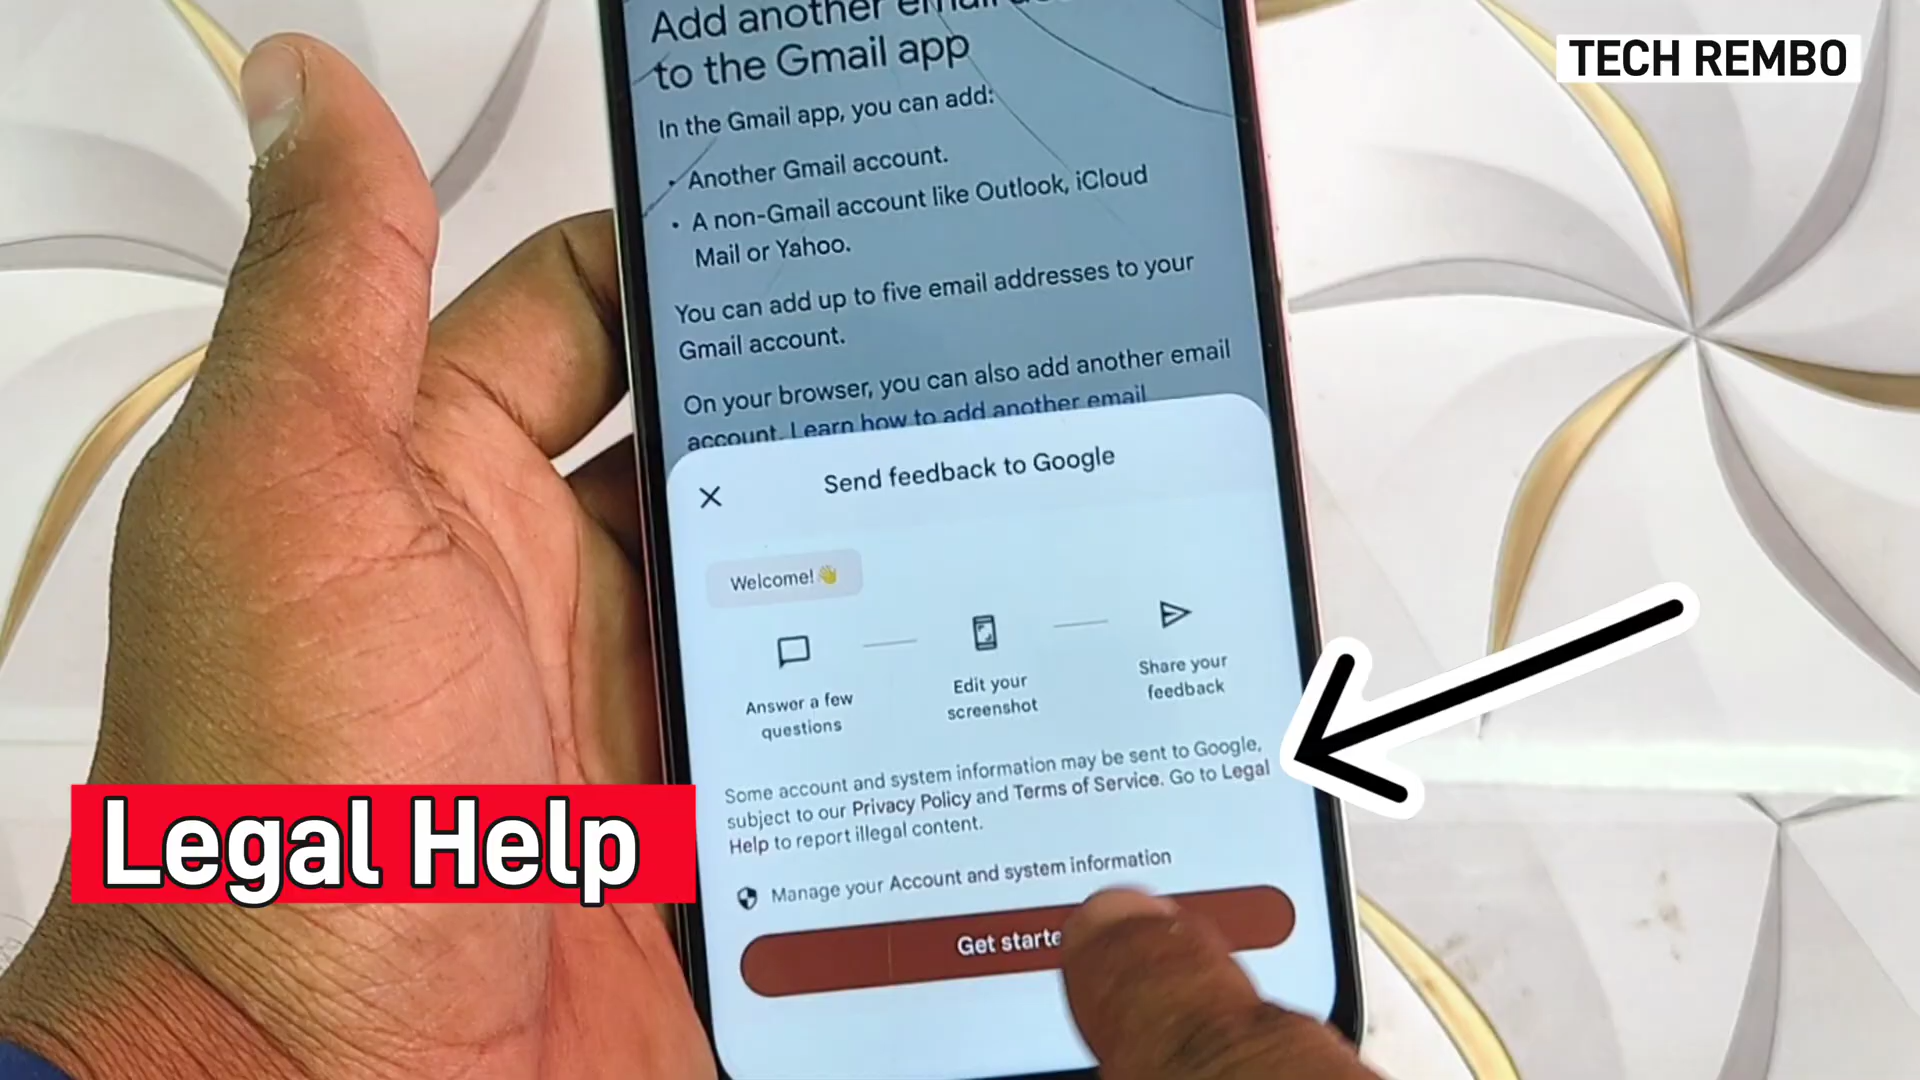 TECH REMBO
Add another email
to the Gmail app
In the Gmail app, you can add:
• Another Gmail account.
• A non-Gmail account like Outlook, iCloud
Mail or Yahoo.
You can add up to five email addresses to your
Gmail account.
On your browser, you can also add another email
account. Learn how to add another email
Send feedback to Google
Welcome!👋
Answer a few
questions
Edit your
screenshot
Share your
feedback
Some account and system information may be sent to Google,
subject to our Privacy Policy and Terms of Service. Go to Legal
Help to report illegal content.
Manage your Account and system information
Get starte
Legal Help